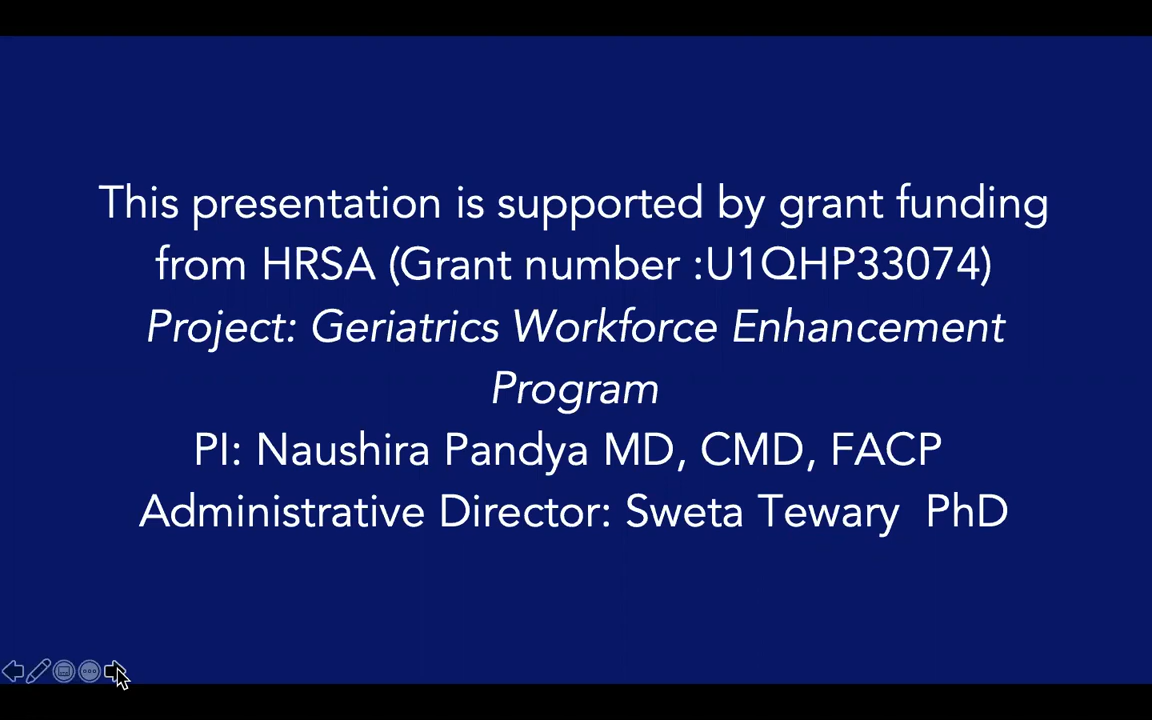 This presentation is supported by grant funding
from HRSA (Grant number :U1QHP33074)
Project: Geriatrics Workforce Enhancement
Program
PI: Naushira Pandya MD, CMD, FACP
Administrative Director: Sweta Tewary  PhD